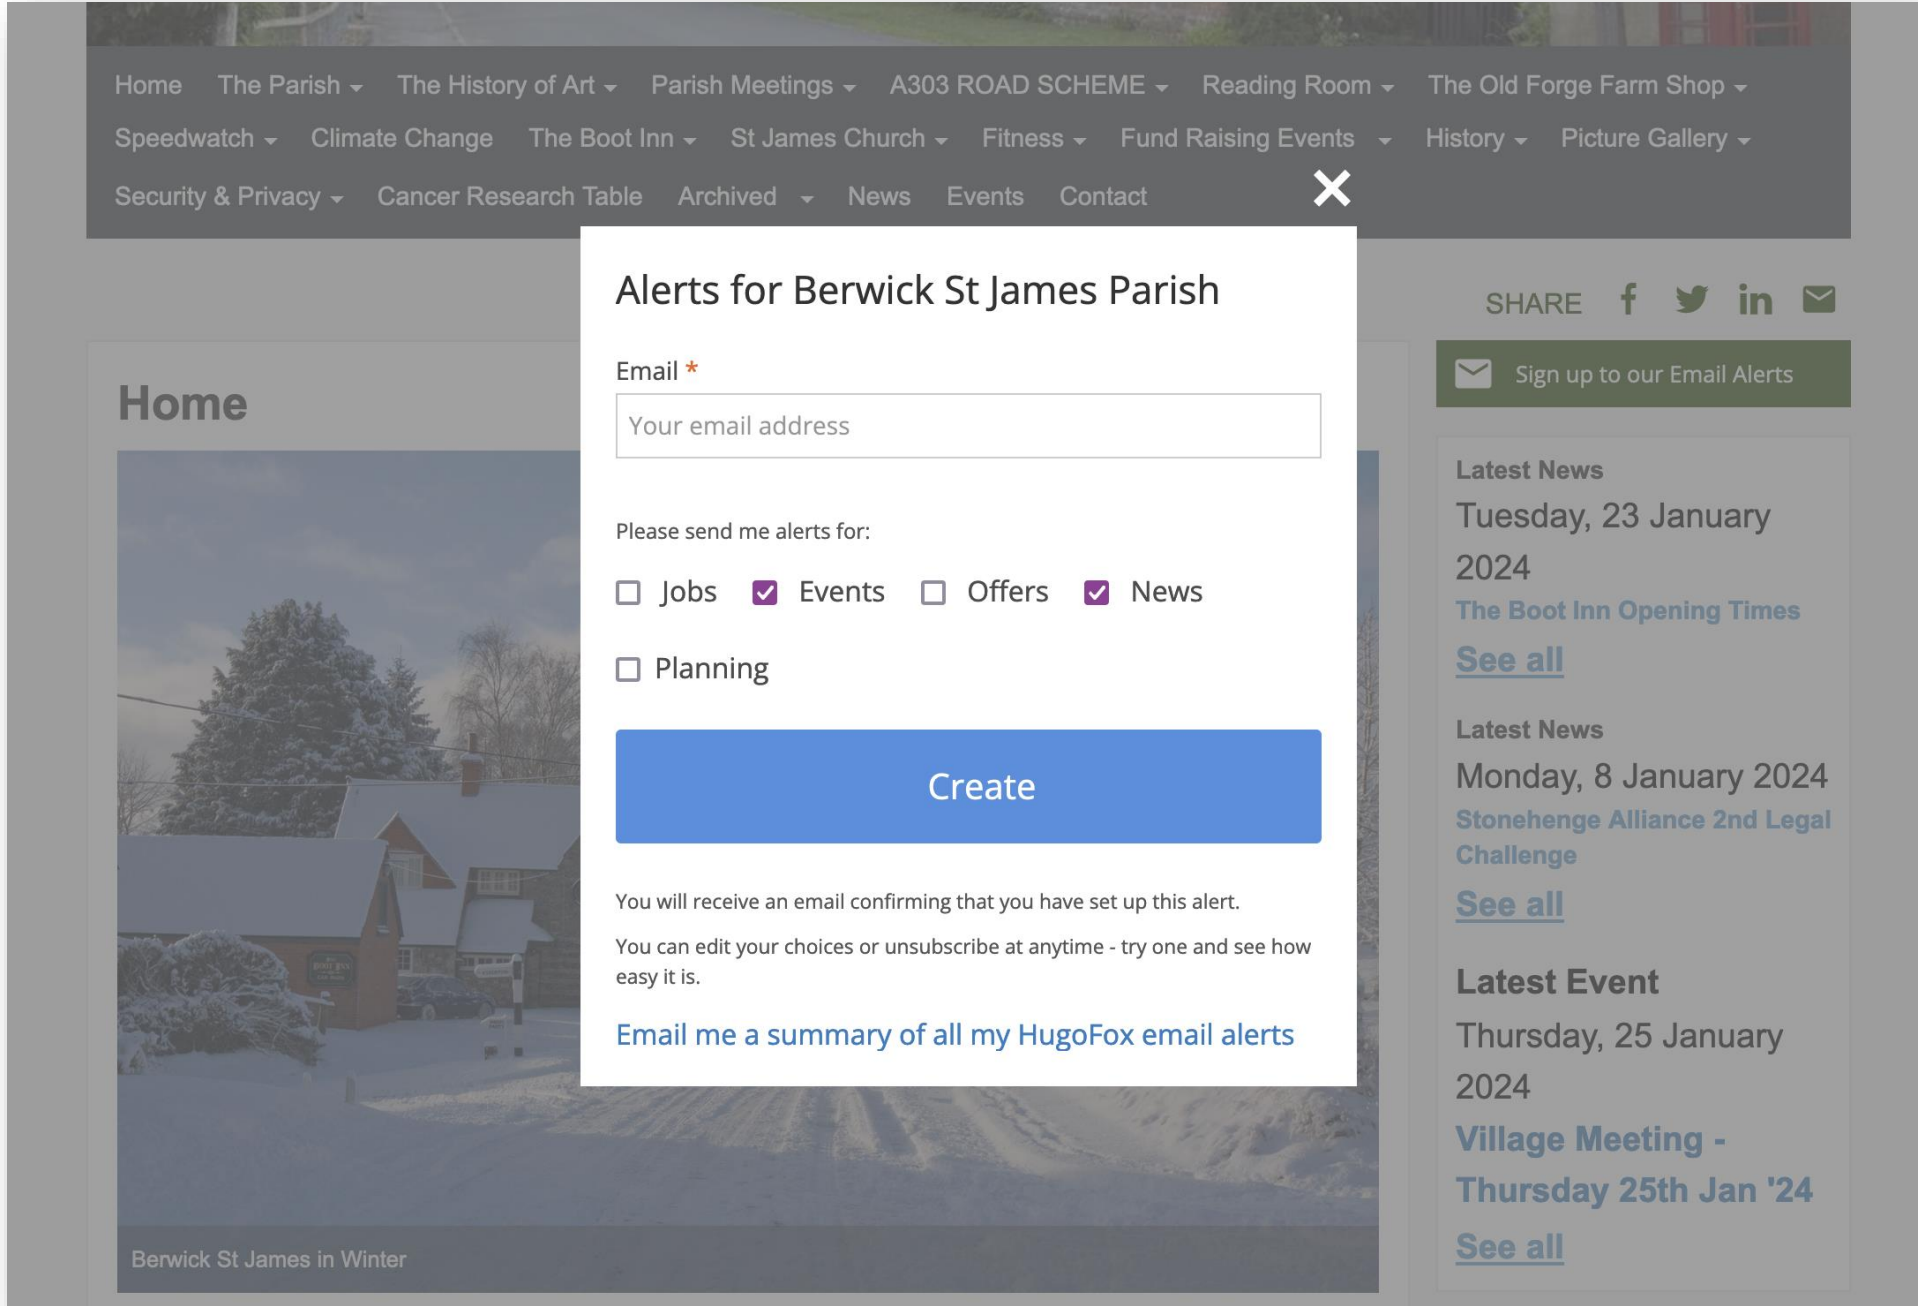 Home The Parish The History of Art Parish Meetings A303 ROAD SCHEME Reading Room The Old Forge Farm Shop
Speedwatch Climate Change The Boot Inn St James Church Fitness Fund Raising Events History Picture Gallery
Security & Privacy Cancer Research Table Archived News Events Contact
Alerts for Berwick St James Parish
Email *
Your email address
Please send me alerts for:
Jobs Events Offers News
Planning
Create
You will receive an email confirming that you have set up this alert.
You can edit your choices or unsubscribe at anytime - try one and see how
easy it is.
Email me a summary of all my HugoFox email alerts
Home
Berwick St James in Winter
SHARE
Sign up to our Email Alerts
Latest News
Tuesday, 23 January
2024
The Boot Inn Opening Times
See all
Latest News
Monday, 8 January 2024
Stonehenge Alliance 2nd Legal
Challenge
See all
Latest Event
Thursday, 25 January
2024
Village Meeting -
Thursday 25th Jan '24
See all